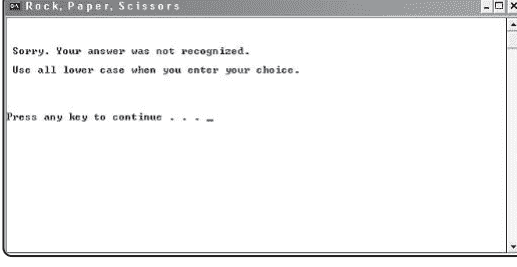 Rock, Paper, Scissors
Sorry. Your answer was not recognized.
Use all lower case when you enter your choice.
Press any key to continue . . . _